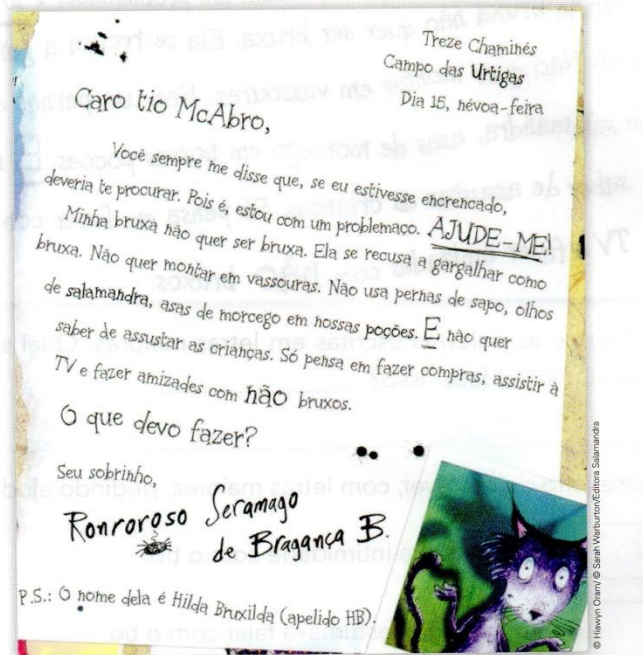 Treze Chaminés
Campo das Urtigas
Dia 15, névoa-feira
Caro tio McAbro,
Você sempre me disse que, se eu estivesse encrencado,
deveria te procurar. Pois é, estou com um problemaço. AJUDE-ME!
Minha bruxa não quer ser bruxa. Ela se recusa a gargalhar como
bruxa. Não quer montar em vassouras. Não usa pernas de sapo, olhos
de salamandra, asas de morcego em nossas poções. E não quer
saber de assustar as crianças. Só pensa em fazer compras, assistir à
TV e fazer amizades com não bruxos.
O que devo fazer?
Seu sobrinho,
Ronroroso Seramago
de Bragança B.
P.S.: O nome dela é Hilda Bruxilda (apelido HB).
© Hiawyn Oram/ © Sarah Warburton/Editora Salamandra